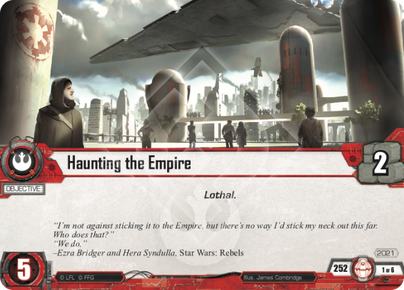 Haunting the Empire
2
OBJECTIVE
Lothal.
"I'm not against sticking it to the Empire, but there's no way I'd stick my neck out this far.
Who does that?"
"We do."
–Ezra Bridger and Hera Syndulla, Star Wars: Rebels
5
© LFL © FFG
Illus. James Combridge
252
1 of 6
2021